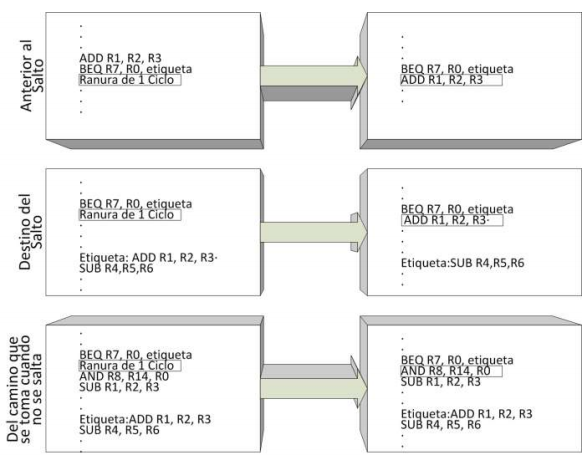 Anterior al
Salto
ADD R1, R2, R3
BEQ R7, R0, etiqueta
Ranura de 1 Ciclo
BEQ R7, R0, etiqueta
ADD R1, R2, R3
Destino del
Salto
BEQ R7, R0, etiqueta
Ranura de 1 Ciclo
Etiqueta: ADD R1, R2, R3·
SUB R4,R5,R6
BEQ R7, R0, etiqueta
ADD R1, R2, R3·
Etiqueta:SUB R4,R5,R6
Del camino que
se toma cuando
no se salta
BEQ R7, R0, etiqueta
Ranura de 1 Ciclo
AND R8, R14, R0
SUB R1, R2, R3
Etiqueta:ADD R1, R2, R3
SUB R4, R5, R6
BEQ R7, R0, etiqueta
AND R8, R14, R0
SUB R1, R2, R3
Etiqueta:ADD R1, R2, R3
SUB R4, R5, R6